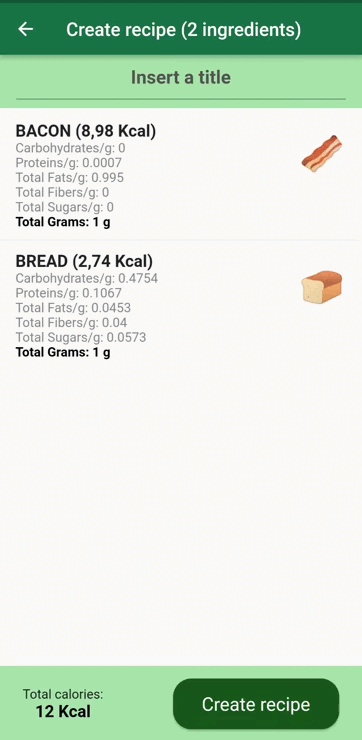 Create recipe (2 ingredients)
Insert a title
BACON (8,98 Kcal)
Carbohydrates/g: 0
Proteins/g: 0.0007
Total Fats/g: 0.995
Total Fibers/g: 0
Total Sugars/g: 0
Total Grams: 1 g
BREAD (2,74 Kcal)
Carbohydrates/g: 0.4754
Proteins/g: 0.1067
Total Fats/g: 0.0453
Total Fibers/g: 0.04
Total Sugars/g: 0.0573
Total Grams: 1 g
Total calories:
12 Kcal
Create recipe